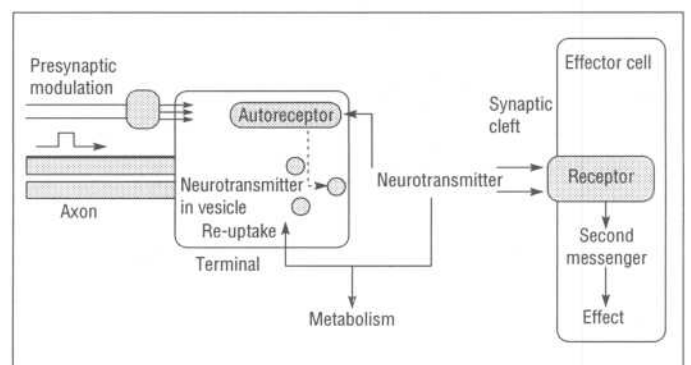 Presynaptic
modulation
Axon
Autoreceptor
Neurotransmitter
in vesicle
Re-uptake
Terminal
Neurotransmitter
Metabolism
Synaptic
cleft
Effector cell
Receptor
Second
messenger
Effect